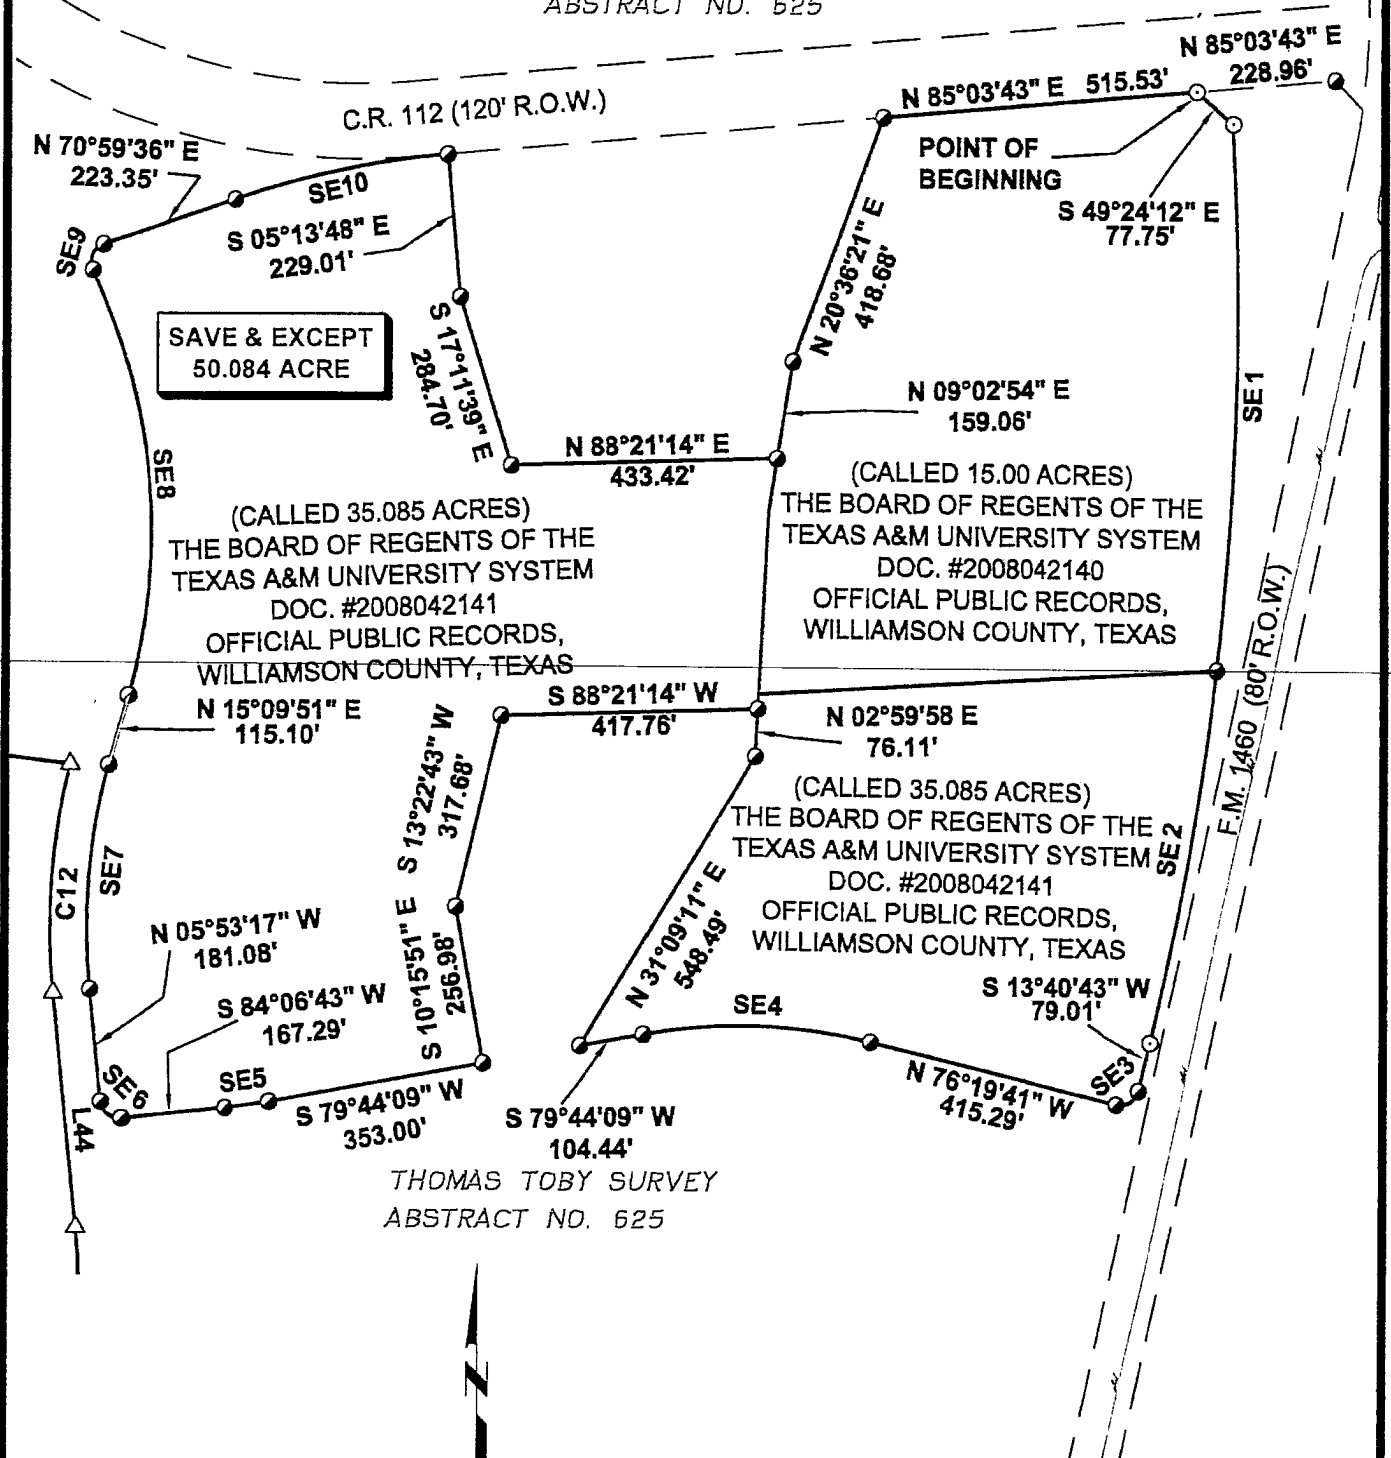 ABSTRACT NO. 625
N 85°03'43" E
228.96'
N 85°03'43" E 515.53'
C.R. 112 (120' R.O.W.)
N 70°59'36" E
223.35'
POINT OF
BEGINNING
SE10
S 49°24'12" E
77.75'
S 05°13'48" E
229.01'
SE9
N 20°36'21" E
418.68'
SAVE & EXCEPT
50.084 ACRE
S 17°11'39" E
284.70'
SE1
N 09°02'54" E
159.06'
N 88°21'14" E
433.42'
SE8
(CALLED 15.00 ACRES)
THE BOARD OF REGENTS OF THE
TEXAS A&M UNIVERSITY SYSTEM
DOC. #2008042140
OFFICIAL PUBLIC RECORDS,
WILLIAMSON COUNTY, TEXAS
(CALLED 35.085 ACRES)
THE BOARD OF REGENTS OF THE
TEXAS A&M UNIVERSITY SYSTEM
DOC. #2008042141
OFFICIAL PUBLIC RECORDS,
WILLIAMSON COUNTY, TEXAS
F.M. 1460 (80' R.O.W.)
N 15°09'51" E
115.10'
S 88°21'14" W
417.76'
N 02°59'58 E
76.11'
S 13°22'43" W
317.68'
(CALLED 35.085 ACRES)
THE BOARD OF REGENTS OF THE
TEXAS A&M UNIVERSITY SYSTEM
DOC. #2008042141
OFFICIAL PUBLIC RECORDS,
WILLIAMSON COUNTY, TEXAS
SE2
C12
SE7
N 05°53'17" W
181.08'
S 10°15'51" E
256.98'
N 31°09'11" E
548.49'
S 84°06'43" W
167.29'
S 13°40'43" W
79.01'
SE4
SE6
SE5
SE3
L44
S 79°44'09" W
353.00'
N 76°19'41" W
415.29'
S 79°44'09" W
104.44'
THOMAS TOBY SURVEY
ABSTRACT NO. 625
N